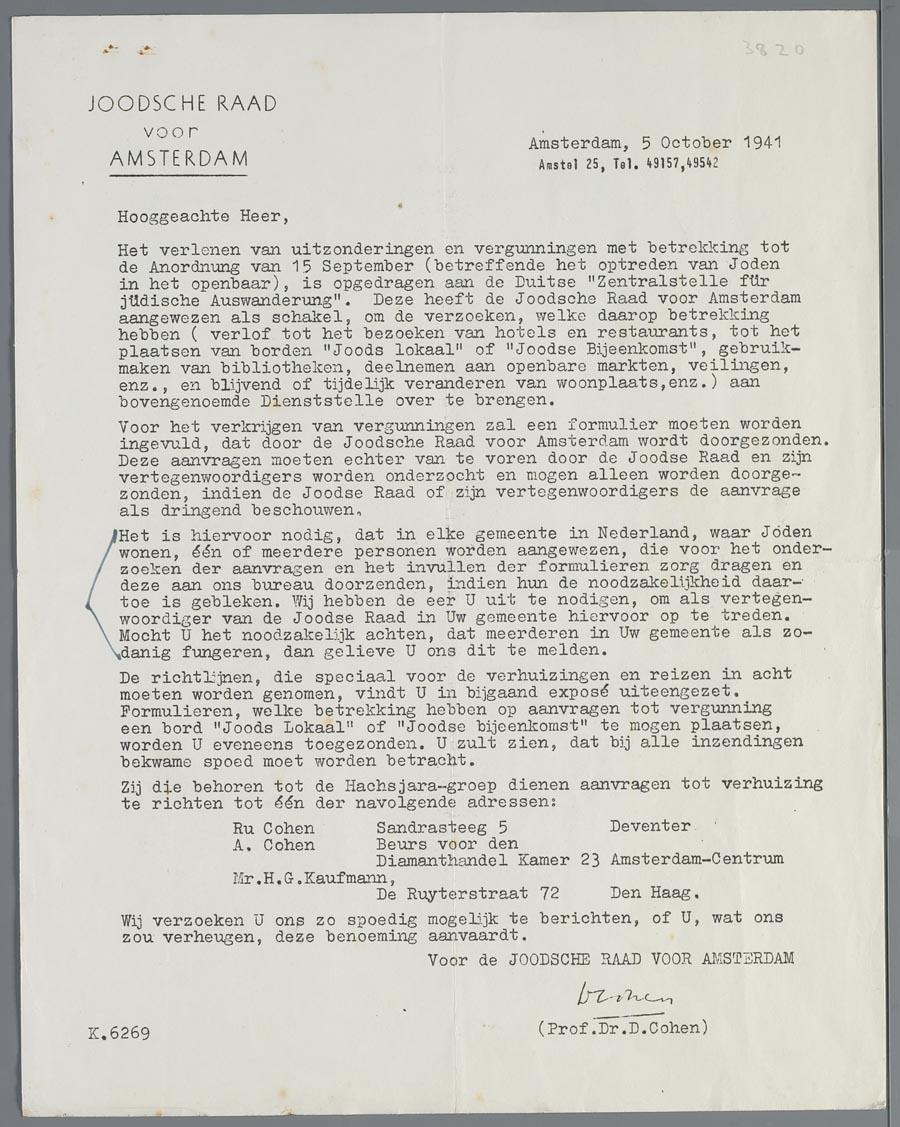 3820
JOODSCHE RAAD
voor
AMSTERDAM
Amsterdam, 5 October 1941
Amstel 25, Tel. 49157,49542
Hooggeachte Heer,
Het verlenen van uitzonderingen en vergunningen met betrekking tot
de Anordnung van 15 September (betreffende het optreden van Joden
in het openbaar), is opgedragen aan de Duitse "Zentralstelle für
jüdische Auswanderung".  Deze heeft de Joodsche Raad voor Amsterdam
aangewezen als schakel, om de verzoeken, welke daarop betrekking
hebben ( verlof tot het bezoeken van hotels en restaurants, tot het
plaatsen van borden "Joods lokaal" of "Joodse Bijeenkomst", gebruik-
maken van bibliotheken, deelnemen aan openbare markten, veilingen,
enz., en blijvend of tijdelijk veranderen van woonplaats,enz.) aan
bovengenoemde Dienststelle over te brengen.
Voor het verkrijgen van vergunningen zal een formulier moeten worden
ingevuld, dat door de Joodsche Raad voor Amsterdam wordt doorgezonden.
Deze aanvragen moeten echter van te voren door de Joodse Raad en zijn
vertegenwoordigers worden onderzocht en mogen alleen worden doorge-
zonden, indien de Joodse Raad of zijn vertegenwoordigers de aanvrage
als dringend beschouwen.
Het is hiervoor nodig, dat in elke gemeente in Nederland, waar Joden
wonen, één of meerdere personen worden aangewezen, die voor het onder-
zoeken der aanvragen en het invullen der formulieren zorg dragen en
deze aan ons bureau doorzenden, indien hun de noodzakelijkheid daar-
toe is gebleken. Wij hebben de eer U uit te nodigen, om als vertegen-
woordiger van de Joodse Raad in Uw gemeente hiervoor op te treden.
Mocht U het noodzakelijk achten, dat meerderen in Uw gemeente als zo-
danig fungeren, dan gelieve U ons dit te melden.
De richtlijnen, die speciaal voor de verhuizingen en reizen in acht
moeten worden genomen, vindt U in bijgaand exposé uiteengezet.
Formulieren, welke betrekking hebben op aanvragen tot vergunning
een bord "Joods Lokaal" of "Joodse bijeenkomst" te mogen plaatsen,
worden U eveneens toegezonden. U zult zien, dat bij alle inzendingen
bekwame spoed moet worden betracht.
Zij die behoren tot de Hachsjara-groep dienen aanvragen tot verhuizing
te richten tot één der navolgende adressen:
Ru Cohen Sandrasteeg 5 Deventer
A. Cohen Beurs voor den
Diamanthandel Kamer 23 Amsterdam-Centrum
Mr.H.G.Kaufmann,
De Ruyterstraat 72 Den Haag.
Wij verzoeken U ons zo spoedig mogelijk te berichten, of U, wat ons
zou verheugen, deze benoeming aanvaardt.
Voor de JOODSCHE RAAD VOOR AMSTERDAM
(Prof.Dr.D.Cohen)
K.6269